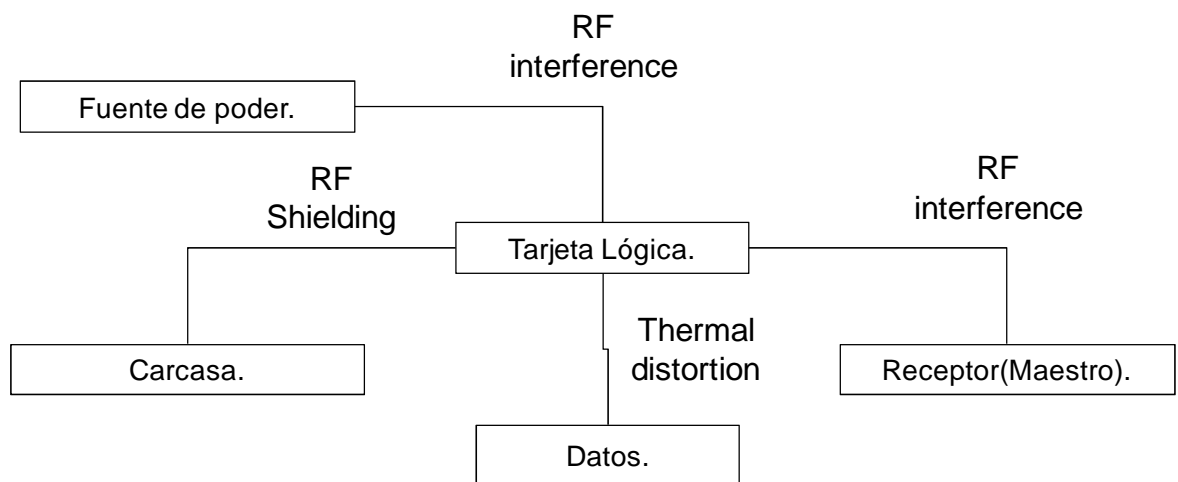 RF
interference
Fuente de poder.
RF
Shielding
RF
interference
Tarjeta Lógica.
Thermal
distortion
Carcasa.
Receptor(Maestro).
Datos.